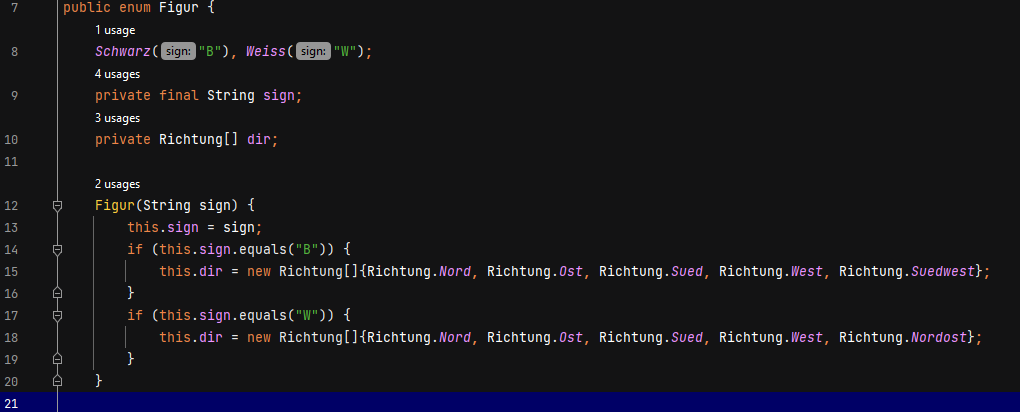 7 public enum Figur {
1 usage
8 Schwarz( sign: "B"), Weiss( sign: "W");
4 usages
9 private final String sign;
3 usages
10 private Richtung[] dir;
11
2 usages
12 Figur(String sign) {
13 this.sign = sign;
14 if (this.sign.equals("B")) {
15 this.dir = new Richtung[]{Richtung.Nord, Richtung.Ost, Richtung.Sued, Richtung.West, Richtung.Suedwest};
16 }
17 if (this.sign.equals("W")) {
18 this.dir = new Richtung[]{Richtung.Nord, Richtung.Ost, Richtung.Sued, Richtung.West, Richtung.Nordost};
19 }
20 }
21